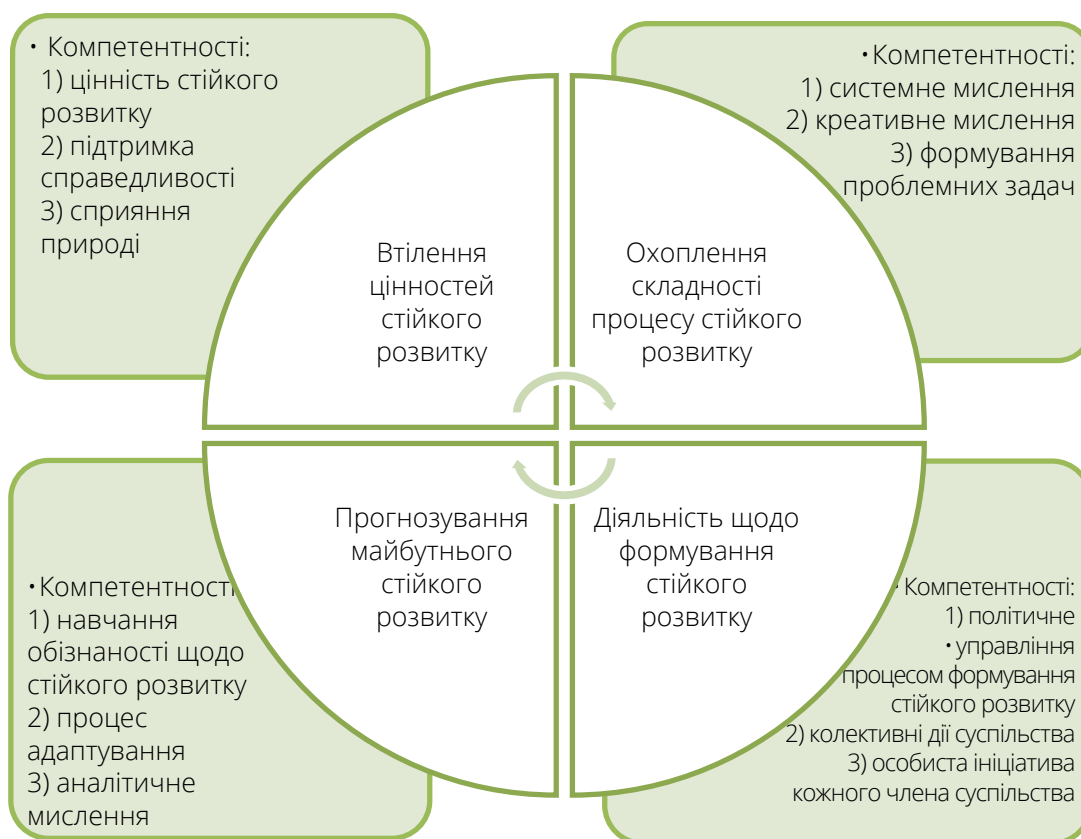 · Компетентності:
1) цінність стійкого
розвитку
2) підтримка
справедливості
3) сприяння
природі
Втілення
цінностей
стійкого
розвитку
· Компетентності:
1) системне мислення
2) креативне мислення
3) формування
проблемних задач
Охоплення
складності
процесу стійкого
розвитку
· Компетентност
1) навчання
обізнаності щодо
стійкого розвитку
2) процес
адаптування
3) аналітичне
мислення
Прогнозування
майбутнього
стійкого
розвитку
Діяльність щодо
формування
стійкого
розвитку
· Компетентності:
1) політичне
· управління
процесом формування
стійкого розвитку
2) колективні дії суспільства
3) особиста ініціатива
кожного члена суспільства